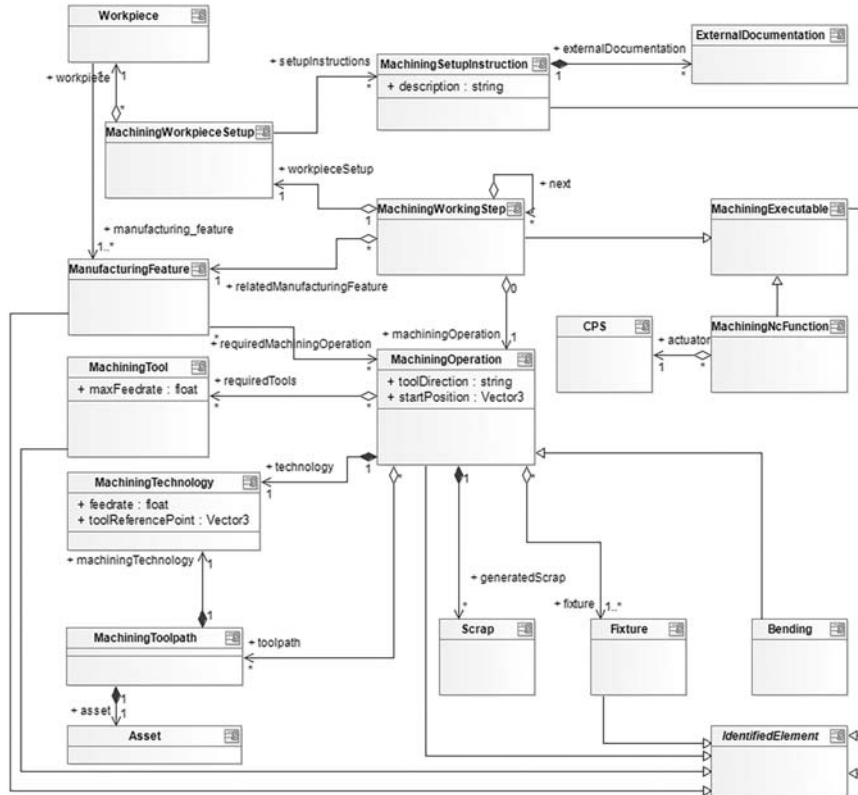 Workpiece
ExternalDocumentation
+ setupInstructions
MachiningSetupInstruction
+ externalDocumentation
+ description : string
1
*
*
+ workpiece
1
1
*
MachiningWorkpieceSetup
+ workpieceSetup
1
1
MachiningWorkingStep
+ next
*
MachiningExecutable
+ manufacturing_feature
1..*
ManufacturingFeature
*
1
+ relatedManufacturingFeature
0
+ machiningOperation
1
CPS
+ actuator
1
*
MachiningNcFunction
*
+ requiredMachiningOperation
*
MachiningOperation
+ toolDirection : string
+ startPosition : Vector3
MachiningTool
+ maxFeedrate : float
+ requiredTools
*
*
+ technology
1
1
*
1
*
MachiningTechnology
+ feedrate : float
+ toolReferencePoint : Vector3
+ machiningTechnology
1
1
+ generatedScrap
*
+ fixture
1..*
MachiningToolpath
+ toolpath
*
Scrap
Fixture
Bending
1
+ asset
1
Asset
IdentifiedElement